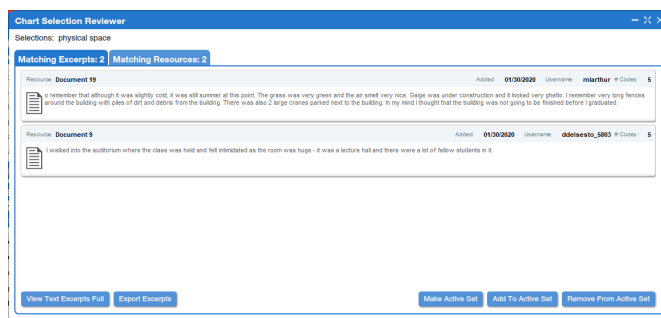 Chart Selection Reviewer
Selections: physical space
Matching Excerpts: 2 Matching Resources: 2
Resource Document 19 Added 01/30/2020 Username mlarthur # Codes 5
o remember that although it was slightly cold, it was still summer at this point. The grass was very green and the air smelt very nice. Gaige was under construction and it looked very ghetto. I remember very long fences
around the building with piles of dirt and debris from the building. There was also 2 large cranes parked next to the building. In my mind I thought that the building was not going to be finished before I graduated.
Resource Document 9 Added 01/30/2020 Username ddelsesto_5803 # Codes 5
I walked into the auditorium where the class was held and felt intimidated as the room was huge - it was a lecture hall and there were a lot of fellow students in it.
View Text Excerpts Full Export Excerpts Make Active Set Add To Active Set Remove From Active Set